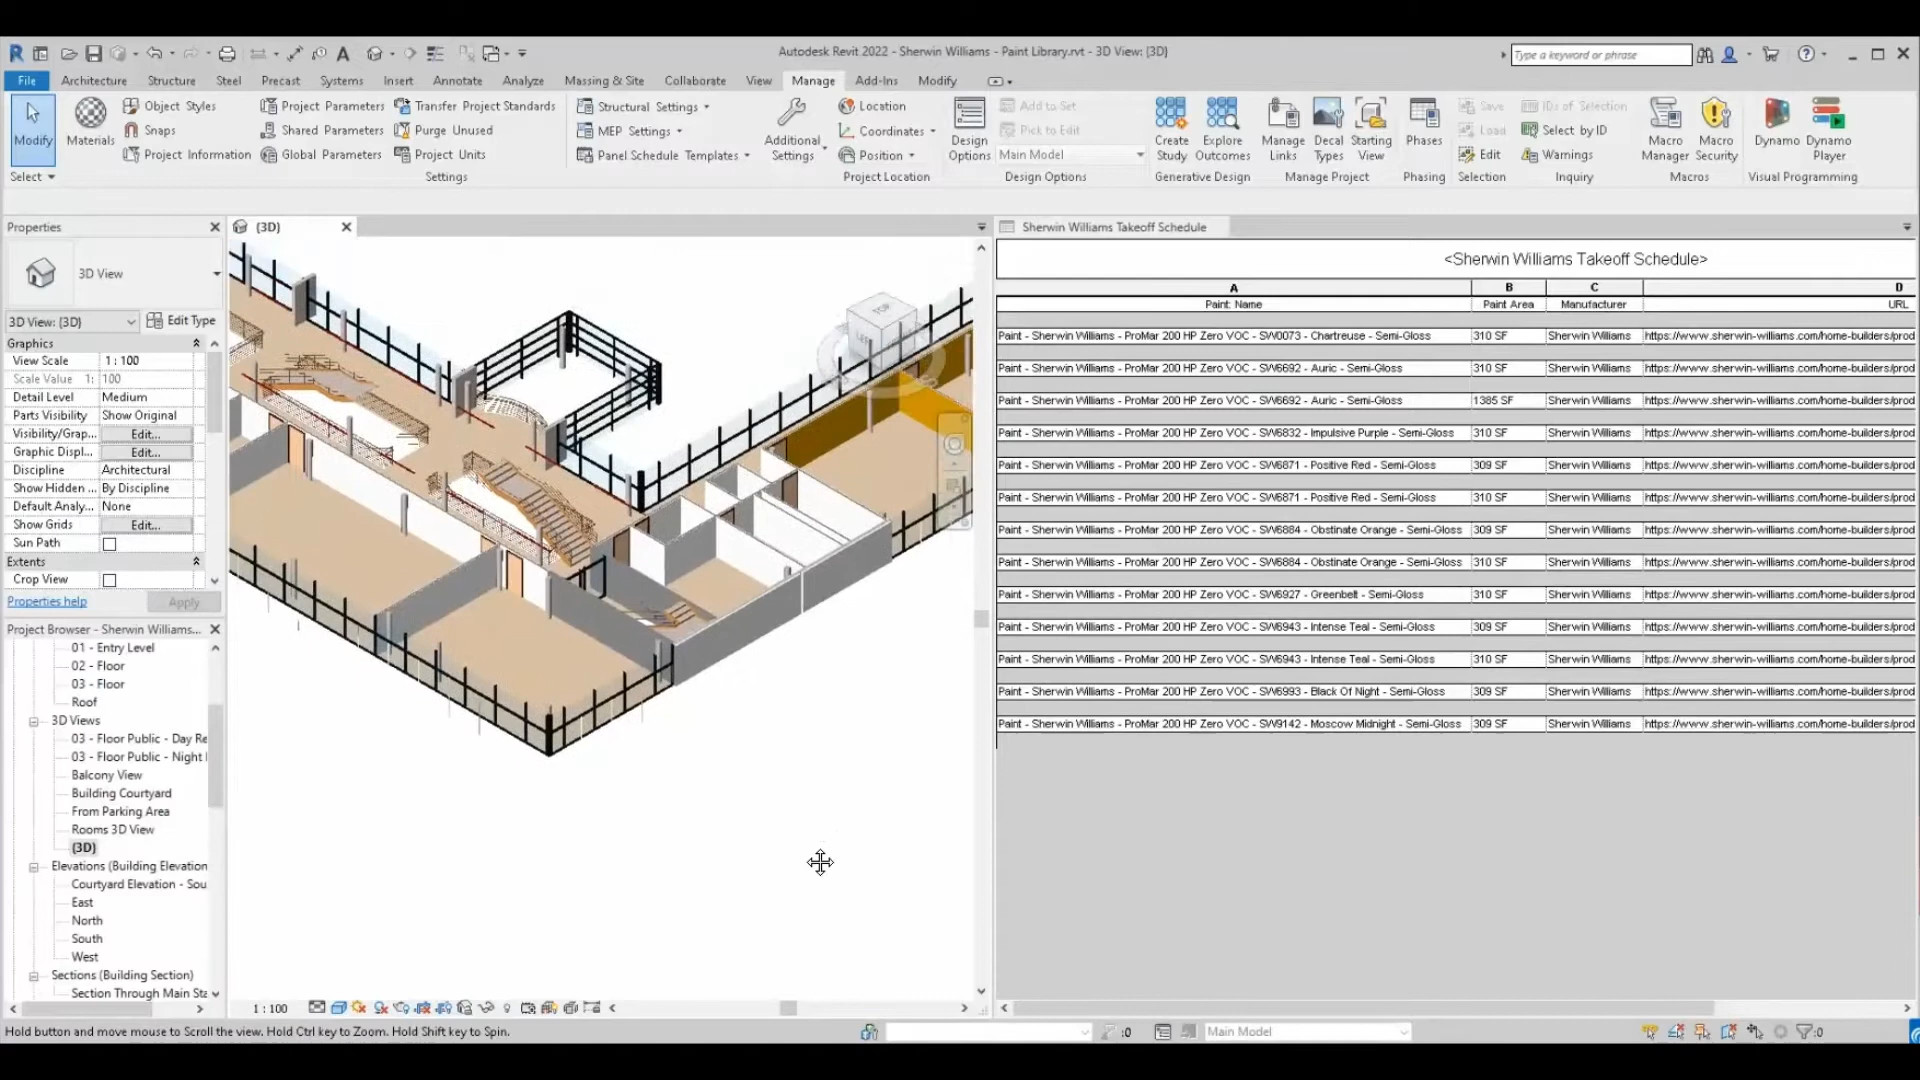 Autodesk Revit 2022 - Sherwin Williams - Paint Library.rvt - 3D View: {3D}
Type a keyword or phrase
File Architecture Structure Steel Precast Systems Insert Annotate Analyze Massing & Site Collaborate View Manage Add-Ins Modify
Modify
Select
Materials
Object Styles
Snaps
Project Information
Project Parameters
Shared Parameters
Global Parameters
Transfer Project Standards
Purge Unused
Project Units
Settings
Structural Settings
MEP Settings
Panel Schedule Templates
Additional Settings
Location
Coordinates
Position
Project Location
Design Options
Add to Set
Pick to Edit
Main Model
Design Options
Create Study
Explore Outcomes
Generative Design
Manage Links
Decal Types
Starting View
Manage Project
Phases
Phasing
Save
Load
Edit
Selection
IDs of Selection
Select by ID
Warnings
Inquiry
Macro Manager
Macro Security
Macros
Dynamo
Dynamo Player
Visual Programming
Properties
3D View
3D View: {3D}
Edit Type
Graphics
View Scale 1 : 100
Scale Value 1: 100
Detail Level Medium
Parts Visibility Show Original
Visibility/Grap... Edit...
Graphic Displ... Edit...
Discipline Architectural
Show Hidden ... By Discipline
Default Analy... None
Show Grids Edit...
Sun Path
Extents
Crop View
Properties help
Apply
Project Browser - Sherwin Williams...
01 - Entry Level
02 - Floor
03 - Floor
Roof
3D Views
03 - Floor Public - Day Re
03 - Floor Public - Night
Balcony View
Building Courtyard
From Parking Area
Rooms 3D View
{3D}
Elevations (Building Elevation
Courtyard Elevation - Sou
East
North
South
West
Sections (Building Section)
Section Through Main Sta
{3D}
TOP
1 : 100
Sherwin Williams Takeoff Schedule
<Sherwin Williams Takeoff Schedule>
A B C D
Paint: Name Paint Area Manufacturer URL
Paint - Sherwin Williams - ProMar 200 HP Zero VOC - SW0073 - Chartreuse - Semi-Gloss 310 SF Sherwin Williams https://www.sherwin-williams.com/home-builders/prod
Paint - Sherwin Williams - ProMar 200 HP Zero VOC - SW6692 - Auric - Semi-Gloss 310 SF Sherwin Williams https://www.sherwin-williams.com/home-builders/prod
Paint - Sherwin Williams - ProMar 200 HP Zero VOC - SW6692 - Auric - Semi-Gloss 1385 SF Sherwin Williams https://www.sherwin-williams.com/home-builders/prod
Paint - Sherwin Williams - ProMar 200 HP Zero VOC - SW6832 - Impulsive Purple - Semi-Gloss 310 SF Sherwin Williams https://www.sherwin-williams.com/home-builders/prod
Paint - Sherwin Williams - ProMar 200 HP Zero VOC - SW6871 - Positive Red - Semi-Gloss 309 SF Sherwin Williams https://www.sherwin-williams.com/home-builders/prod
Paint - Sherwin Williams - ProMar 200 HP Zero VOC - SW6871 - Positive Red - Semi-Gloss 310 SF Sherwin Williams https://www.sherwin-williams.com/home-builders/prod
Paint - Sherwin Williams - ProMar 200 HP Zero VOC - SW6884 - Obstinate Orange - Semi-Gloss 309 SF Sherwin Williams https://www.sherwin-williams.com/home-builders/prod
Paint - Sherwin Williams - ProMar 200 HP Zero VOC - SW6884 - Obstinate Orange - Semi-Gloss 310 SF Sherwin Williams https://www.sherwin-williams.com/home-builders/prod
Paint - Sherwin Williams - ProMar 200 HP Zero VOC - SW6927 - Greenbelt - Semi-Gloss 310 SF Sherwin Williams https://www.sherwin-williams.com/home-builders/prod
Paint - Sherwin Williams - ProMar 200 HP Zero VOC - SW6943 - Intense Teal - Semi-Gloss 309 SF Sherwin Williams https://www.sherwin-williams.com/home-builders/prod
Paint - Sherwin Williams - ProMar 200 HP Zero VOC - SW6943 - Intense Teal - Semi-Gloss 310 SF Sherwin Williams https://www.sherwin-williams.com/home-builders/prod
Paint - Sherwin Williams - ProMar 200 HP Zero VOC - SW6993 - Black Of Night - Semi-Gloss 309 SF Sherwin Williams https://www.sherwin-williams.com/home-builders/prod
Paint - Sherwin Williams - ProMar 200 HP Zero VOC - SW9142 - Moscow Midnight - Semi-Gloss 309 SF Sherwin Williams https://www.sherwin-williams.com/home-builders/prod
Hold button and move mouse to Scroll the view. Hold Ctrl key to Zoom. Hold Shift key to Spin.
:0
Main Model
:0